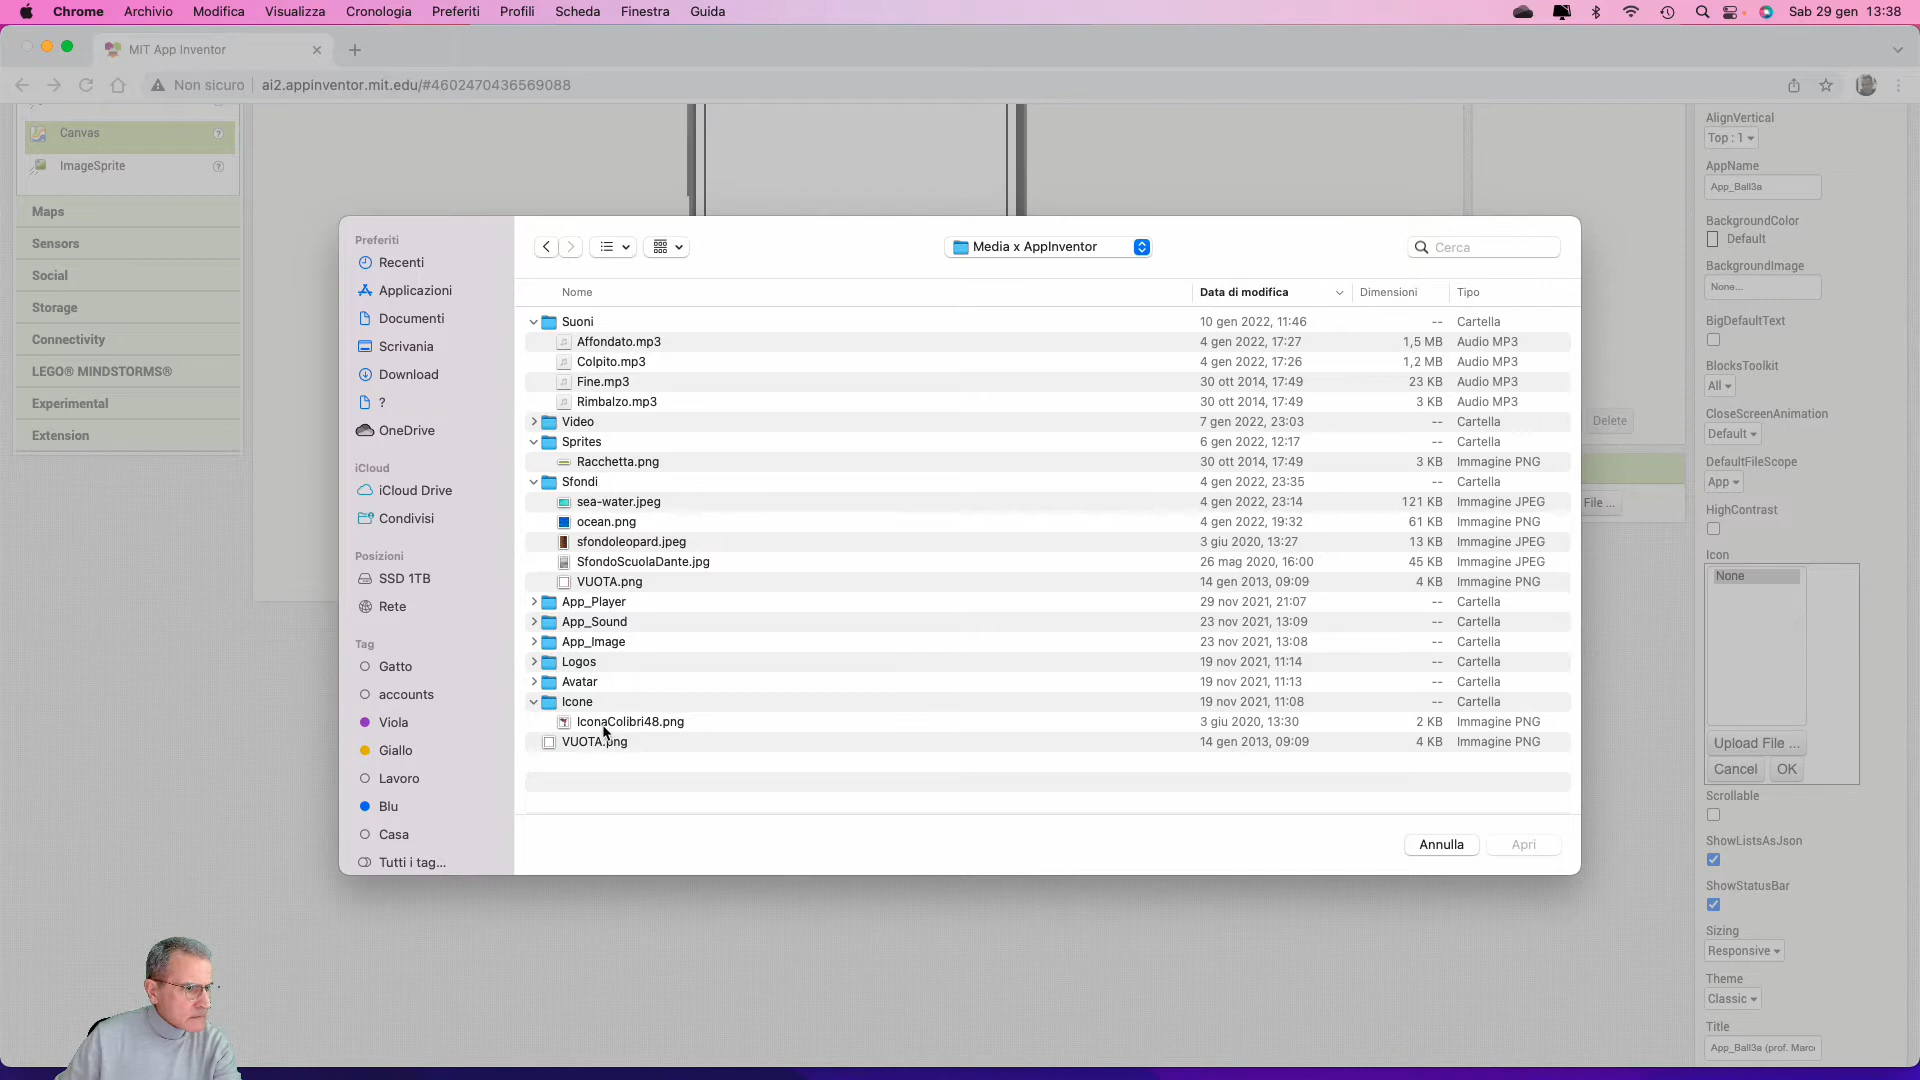 Chrome Archivio Modifica Visualizza Cronologia Preferiti Profili Scheda Finestra Guida Sab 29 gen 13:38
MIT App Inventor
Non sicuro ai2.appinventor.mit.edu/#4602470436569088
Canvas
ImageSprite
Maps
Sensors
Social
Storage
Connectivity
LEGO® MINDSTORMS®
Experimental
Extension
Preferiti
Recenti
Applicazioni
Documenti
Scrivania
Download
?
OneDrive
iCloud
iCloud Drive
Condivisi
Posizioni
SSD 1TB
Rete
Tag
Gatto
accounts
Viola
Giallo
Lavoro
Blu
Casa
Tutti i tag...
Media x AppInventor
Cerca
Nome Data di modifica Dimensioni Tipo
Suoni 10 gen 2022, 11:46 -- Cartella
Affondato.mp3 4 gen 2022, 17:27 1,5 MB Audio MP3
Colpito.mp3 4 gen 2022, 17:26 1,2 MB Audio MP3
Fine.mp3 30 ott 2014, 17:49 23 KB Audio MP3
Rimbalzo.mp3 30 ott 2014, 17:49 3 KB Audio MP3
Video 7 gen 2022, 23:03 -- Cartella
Sprites 6 gen 2022, 12:17 -- Cartella
Racchetta.png 30 ott 2014, 17:49 3 KB Immagine PNG
Sfondi 4 gen 2022, 23:35 -- Cartella
sea-water.jpeg 4 gen 2022, 23:14 121 KB Immagine JPEG
ocean.png 4 gen 2022, 19:32 61 KB Immagine PNG
sfondoleopard.jpeg 3 giu 2020, 13:27 13 KB Immagine JPEG
SfondoScuolaDante.jpg 26 mag 2020, 16:00 45 KB Immagine JPEG
VUOTA.png 14 gen 2013, 09:09 4 KB Immagine PNG
App_Player 29 nov 2021, 21:07 -- Cartella
App_Sound 23 nov 2021, 13:09 -- Cartella
App_Image 23 nov 2021, 13:08 -- Cartella
Logos 19 nov 2021, 11:14 -- Cartella
Avatar 19 nov 2021, 11:13 -- Cartella
Icone 19 nov 2021, 11:08 -- Cartella
IconaColibri48.png 3 giu 2020, 13:30 2 KB Immagine PNG
VUOTA.png 14 gen 2013, 09:09 4 KB Immagine PNG
Annulla Apri
Delete
File ...
AlignVertical
Top : 1
AppName
App_Ball3a
BackgroundColor
Default
BackgroundImage
None...
BigDefaultText
BlocksToolkit
All
CloseScreenAnimation
Default
DefaultFileScope
App
HighContrast
Icon
None
Upload File ...
Cancel OK
Scrollable
ShowListsAsJson
ShowStatusBar
Sizing
Responsive
Theme
Classic
Title
App_Ball3a (prof. Marc